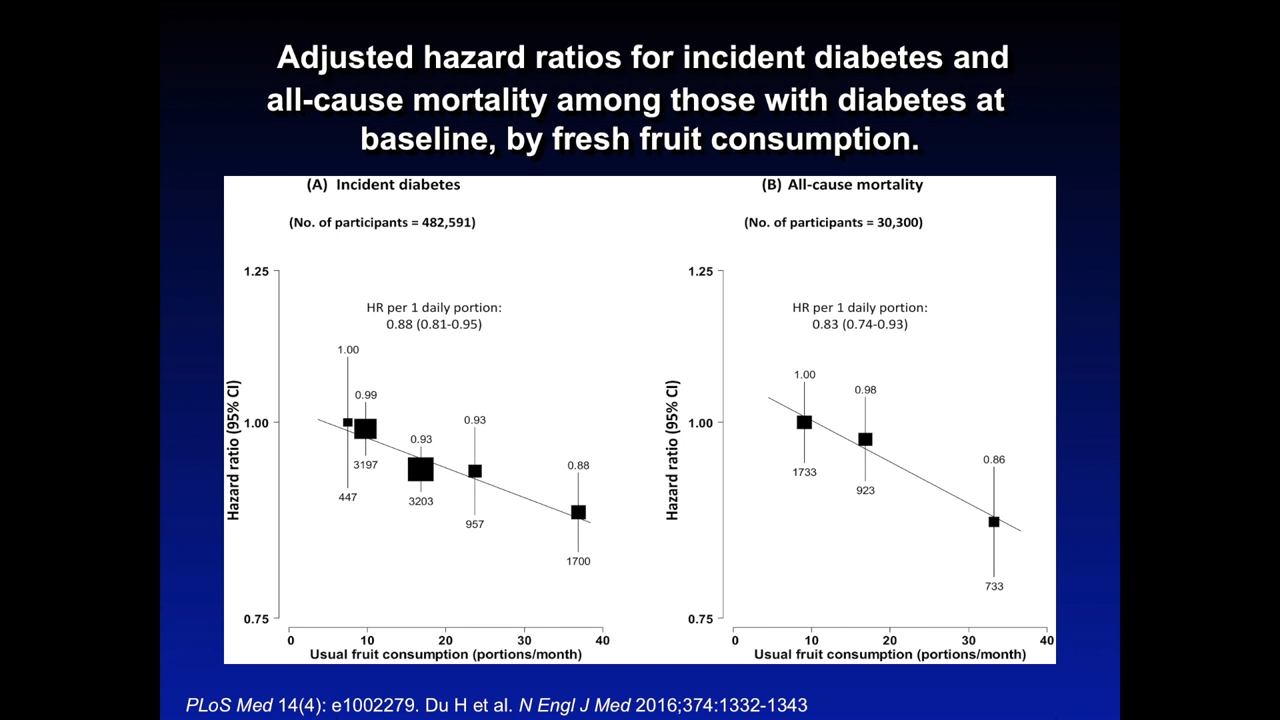 Adjusted hazard ratios for incident diabetes and
all-cause mortality among those with diabetes at
baseline, by fresh fruit consumption.
(A) Incident diabetes
(No. of participants = 482,591)
1.25
HR per 1 daily portion:
0.88 (0.81-0.95)
1.00
0.99
0.93
0.93
0.88
1.00
3197
447
3203
957
1700
0.75
Hazard ratio (95% CI)
0 10 20 30 40
Usual fruit consumption (portions/month)
(B) All-cause mortality
(No. of participants = 30,300)
1.25
HR per 1 daily portion:
0.83 (0.74-0.93)
1.00
0.98
0.86
1.00
1733
923
733
0.75
Hazard ratio (95% CI)
0 10 20 30 40
Usual fruit consumption (portions/month)
PLoS Med 14(4): e1002279. Du H et al. N Engl J Med 2016;374:1332-1343